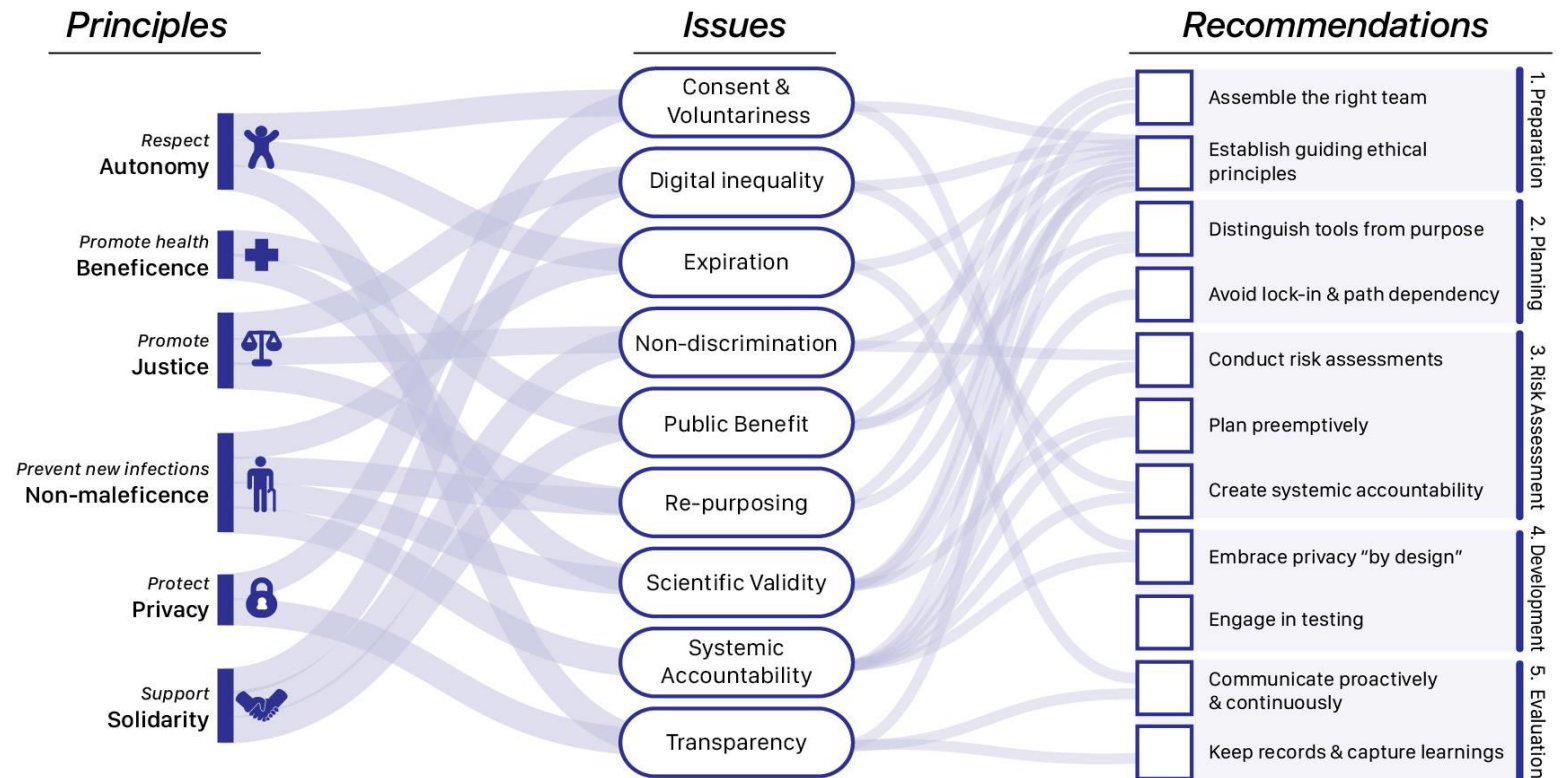 Principles
Issues
Recommendations
Respect
Autonomy
Promote health
Beneficence
Promote
Justice
Prevent new infections
Non-maleficence
Protect
Privacy
Support
Solidarity
Consent &
Voluntariness
Digital inequality
Expiration
Non-discrimination
Public Benefit
Re-purposing
Scientific Validity
Systemic
Accountability
Transparency
Assemble the right team
Establish guiding ethical
principles
1. Preparation
Distinguish tools from purpose
Avoid lock-in & path dependency
2. Planning
Conduct risk assessments
Plan preemptively
Create systemic accountability
3. Risk Assessment
Embrace privacy “by design”
Engage in testing
4. Development
Communicate proactively
& continuously
Keep records & capture learnings
5. Evaluation